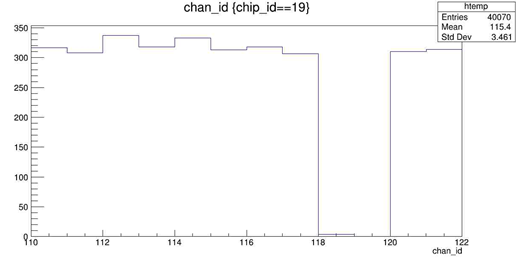 chan_id {chip_id==19}
htemp
Entries 40070
Mean 115.4
Std Dev 3.461
350
300
250
200
150
100
50
0
110 112 114 116 118 120 122
chan_id